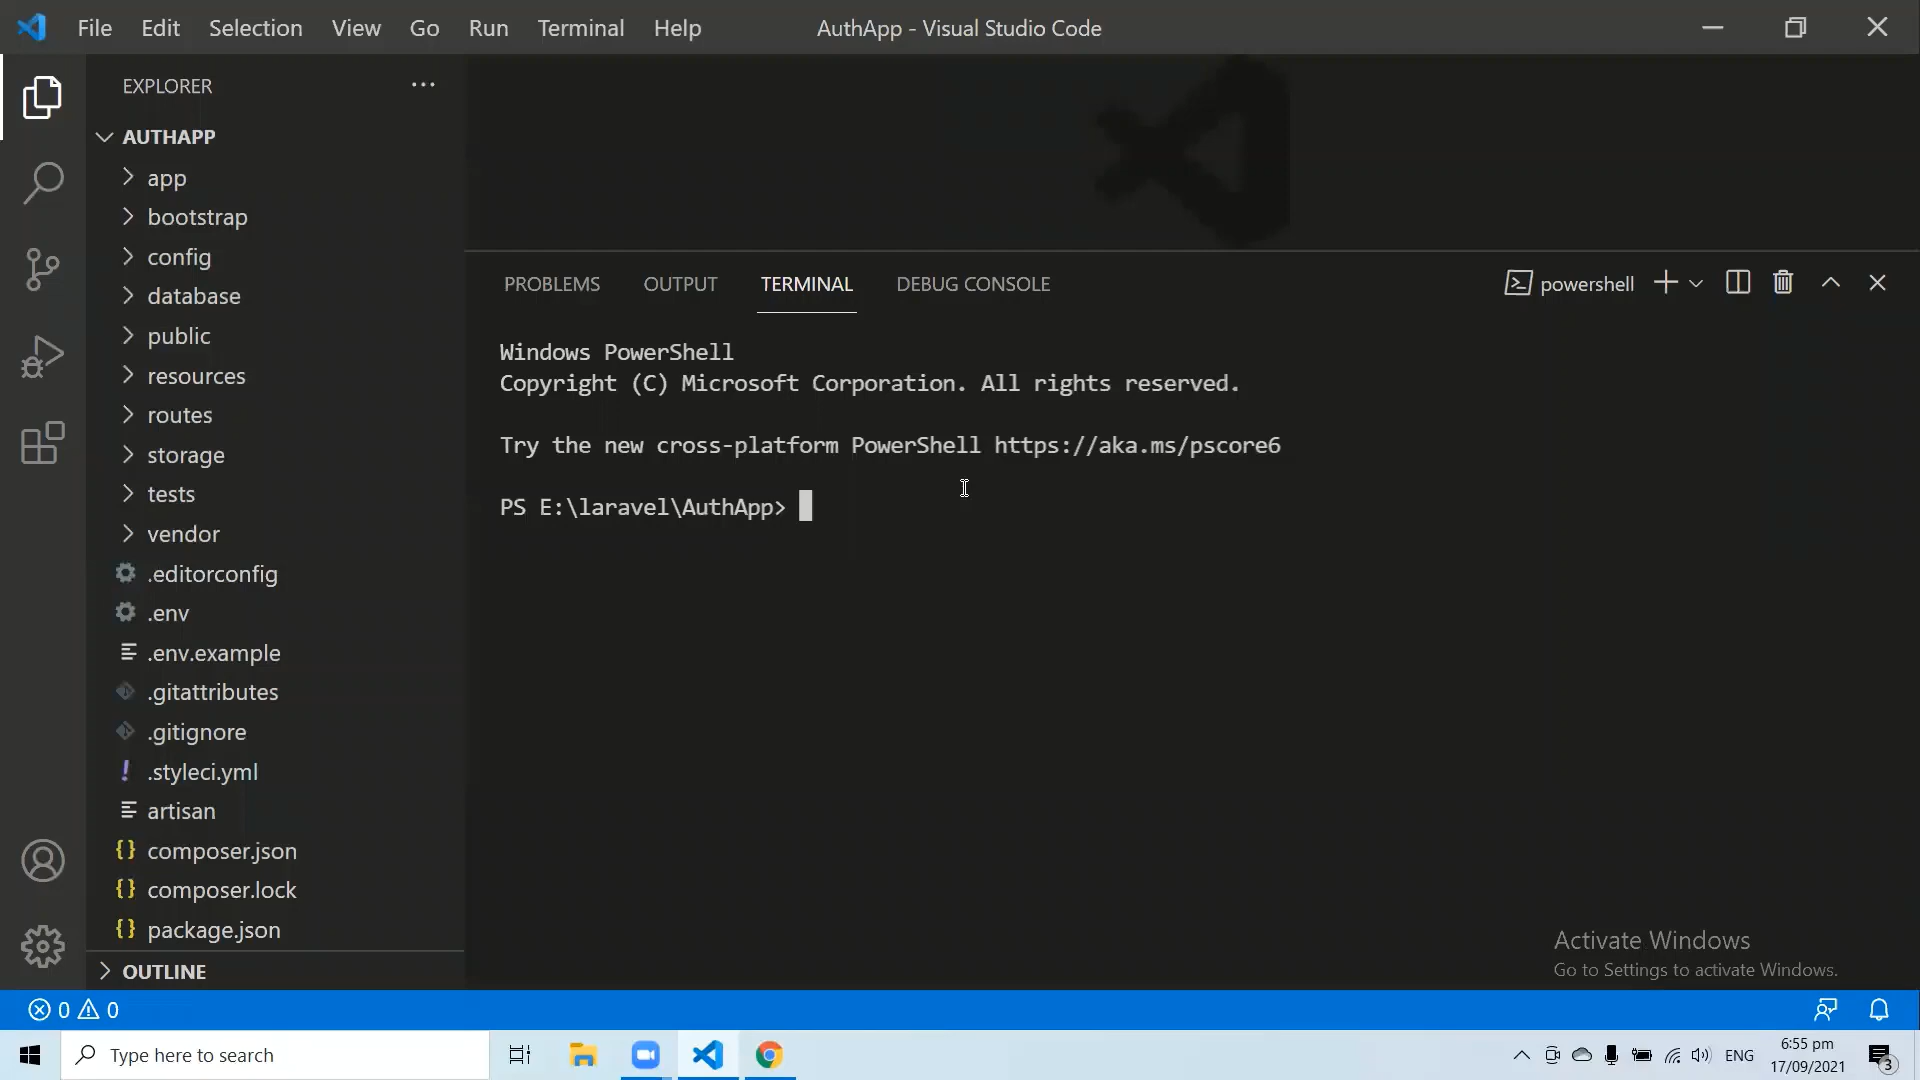 File Edit Selection View Go Run Terminal Help
AuthApp - Visual Studio Code
EXPLORER
AUTHAPP
app
bootstrap
config
database
public
resources
routes
storage
tests
vendor
.editorconfig
.env
.env.example
.gitattributes
.gitignore
.styleci.yml
artisan
composer.json
composer.lock
package.json
OUTLINE
PROBLEMS OUTPUT TERMINAL DEBUG CONSOLE
powershell
Windows PowerShell
Copyright (C) Microsoft Corporation. All rights reserved.
Try the new cross-platform PowerShell https://aka.ms/pscore6
PS E:\laravel\AuthApp>
Activate Windows
Go to Settings to activate Windows.
0 0
Type here to search
ENG
6:55 pm
17/09/2021
3